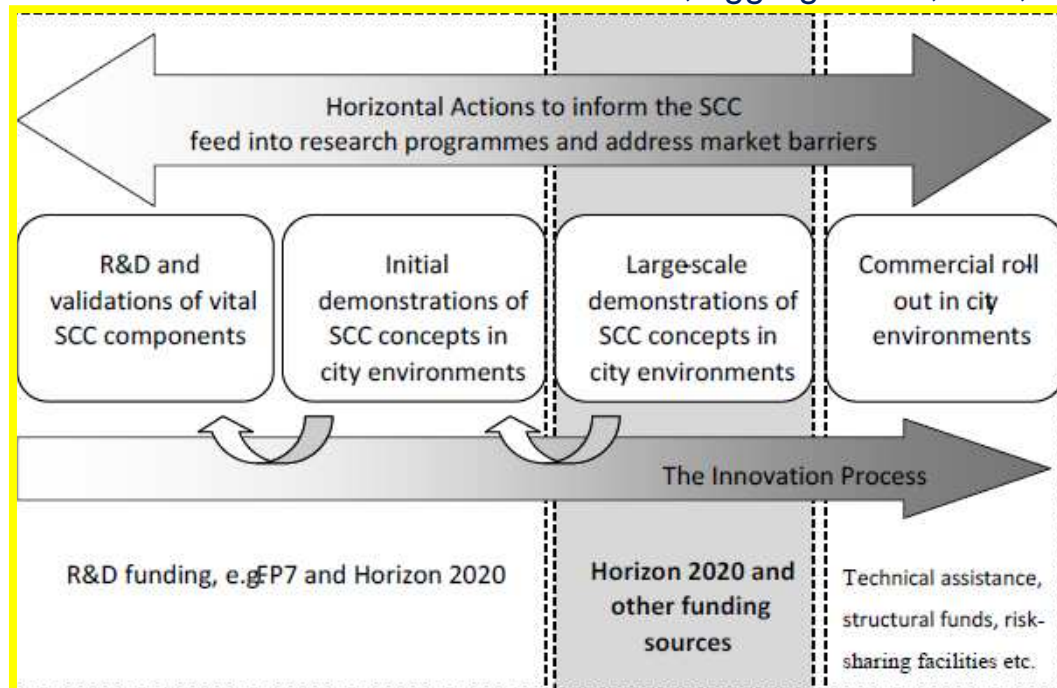 Horizontal Actions to inform the SCC
feed into research programmes and address market barriers
R&D and
validations of vital
SCC components
Initial
demonstrations of
SCC concepts in
city environments
Large-scale
demonstrations of
SCC concepts in
city environments
Commercial roll-
out in city
environments
The Innovation Process
R&D funding, e.g. FP7 and Horizon 2020
Horizon 2020 and
other funding
sources
Technical assistance,
structural funds, risk-
sharing facilities etc.